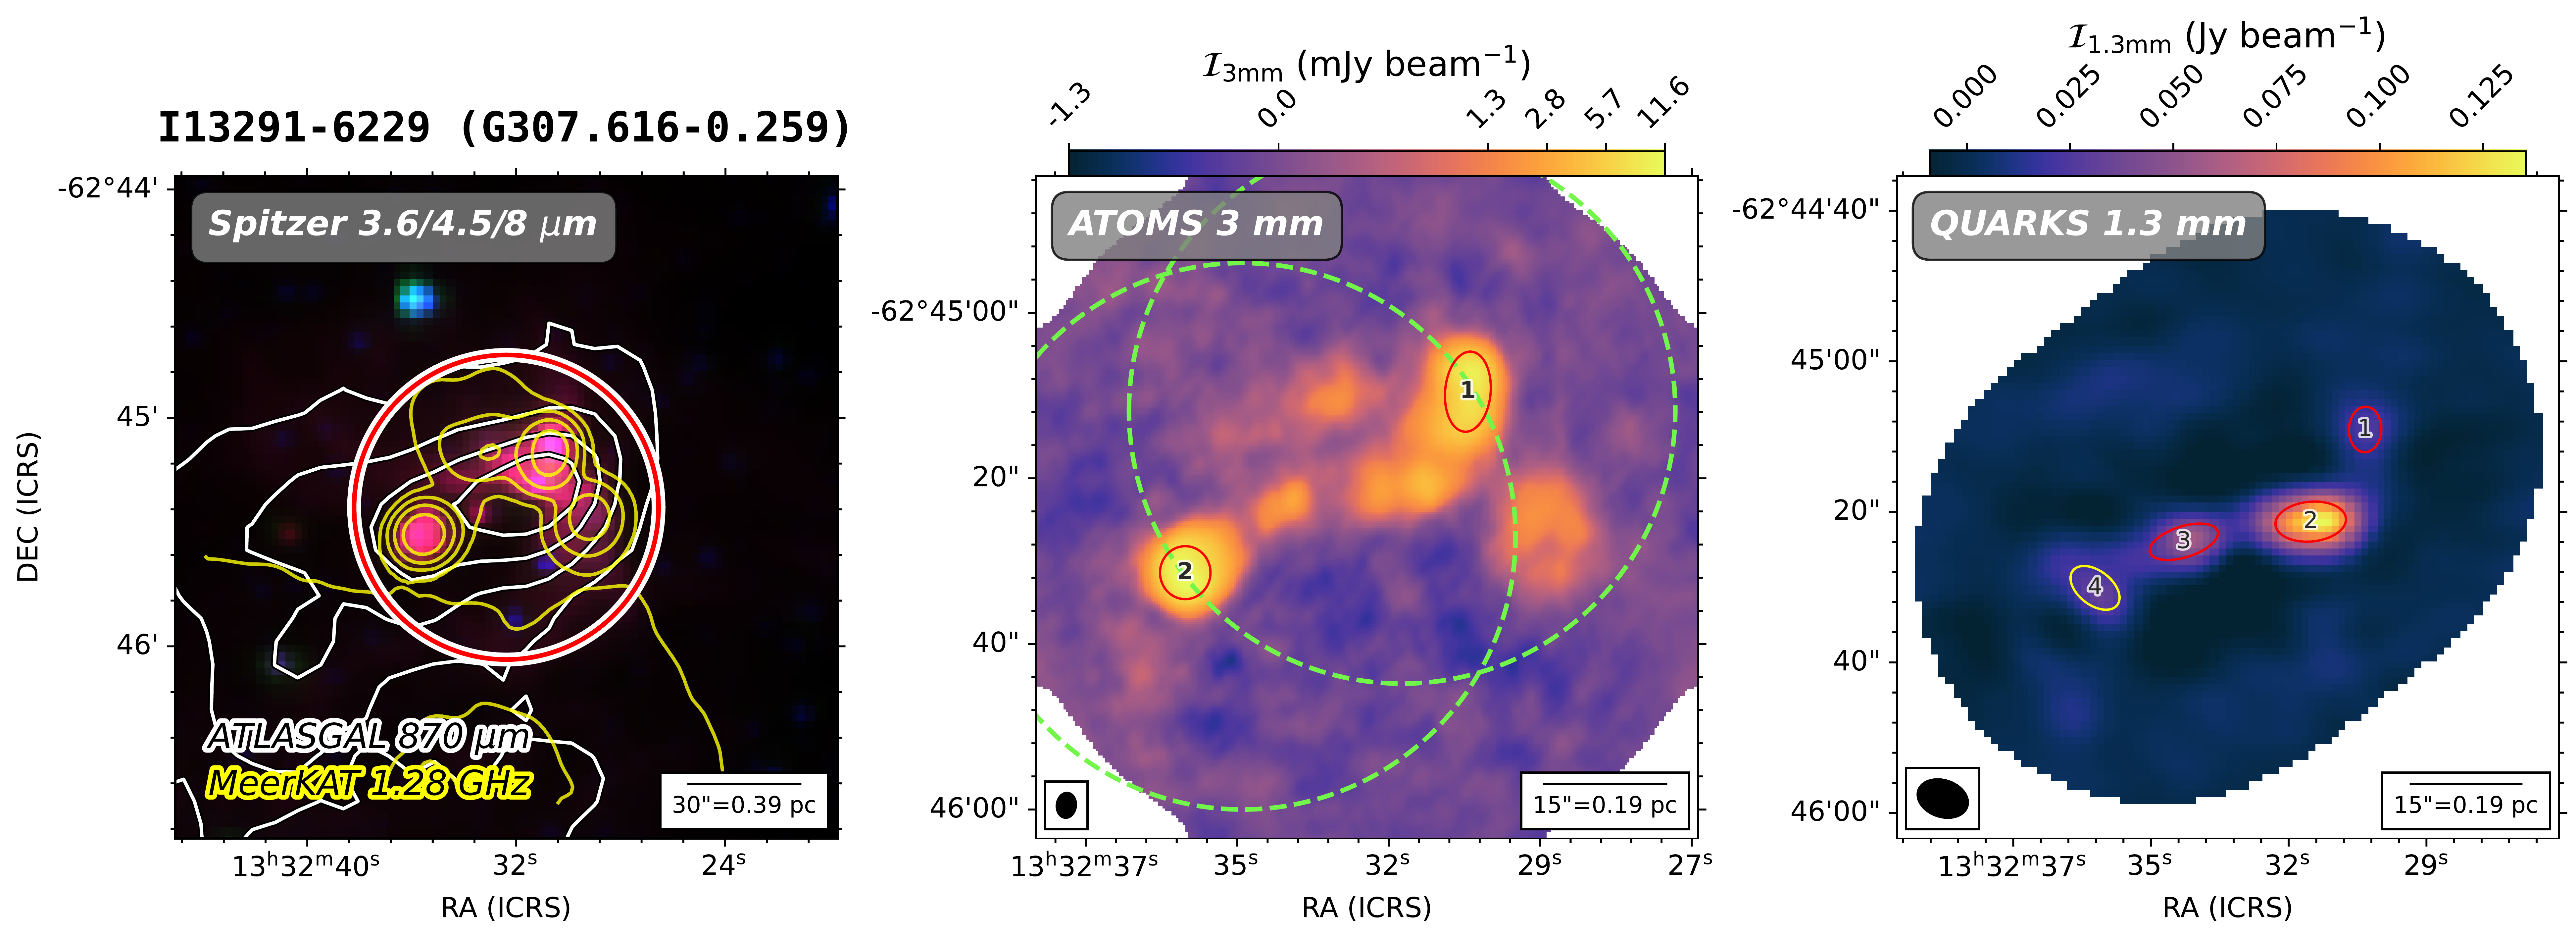 I13291-6229 (G307.616-0.259)
Spitzer 3.6/4.5/8 μm
-62°44'
45'
46'
DEC (ICRS)
ATLASGAL 870 μm
MeerKAT 1.28 GHz
30"=0.39 pc
13ʰ32ᵐ40ˢ
32ˢ
24ˢ
RA (ICRS)
𝓘3mm (mJy beam⁻¹)
-1.3
0.0
1.3
2.8
5.7
11.6
ATOMS 3 mm
-62°45'00"
20"
40"
46'00"
1
2
15"=0.19 pc
13ʰ32ᵐ37ˢ
35ˢ
32ˢ
29ˢ
27ˢ
RA (ICRS)
𝓘1.3mm (Jy beam⁻¹)
0.000
0.025
0.050
0.075
0.100
0.125
QUARKS 1.3 mm
-62°44'40"
45'00"
20"
40"
46'00"
1
2
3
4
15"=0.19 pc
13ʰ32ᵐ37ˢ
35ˢ
32ˢ
29ˢ
RA (ICRS)